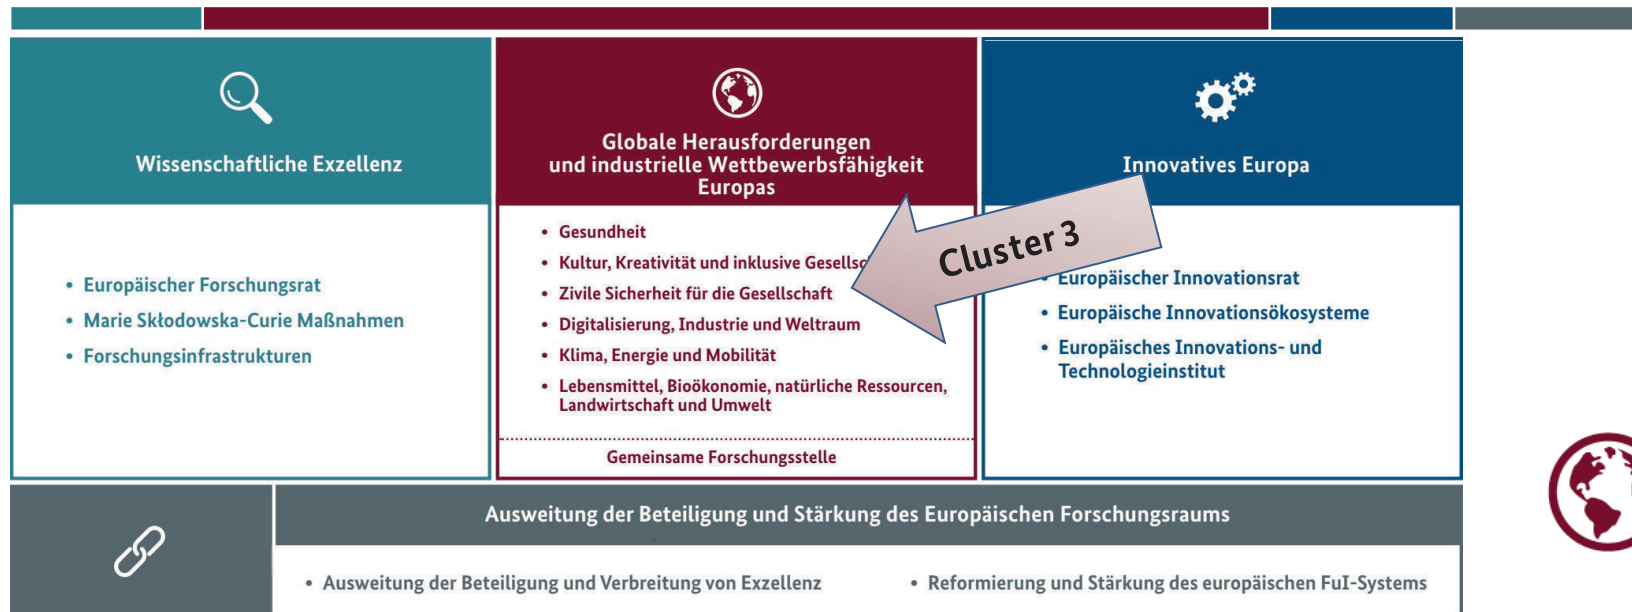 Wissenschaftliche Exzellenz
• Europäischer Forschungsrat
• Marie Skłodowska-Curie Maßnahmen
• Forschungsinfrastrukturen
Globale Herausforderungen
und industrielle Wettbewerbsfähigkeit
Europas
• Gesundheit
• Kultur, Kreativität und inklusive
• Zivile Sicherheit für die Gesellschaft
• Digitalisierung, Industrie und Weltraum
• Klima, Energie und Mobilität
• Lebensmittel, Bioökonomie, natürliche Ressourcen,
Landwirtschaft und Umwelt
Gemeinsame Forschungsstelle
Cluster 3
Innovatives Europa
• Europäischer Innovationsrat
• Europäische Innovationsökosysteme
• Europäisches Innovations- und
Technologieinstitut
Ausweitung der Beteiligung und Stärkung des Europäischen Forschungsraums
• Ausweitung der Beteiligung und Verbreitung von Exzellenz
• Reformierung und Stärkung des europäischen FuI-Systems